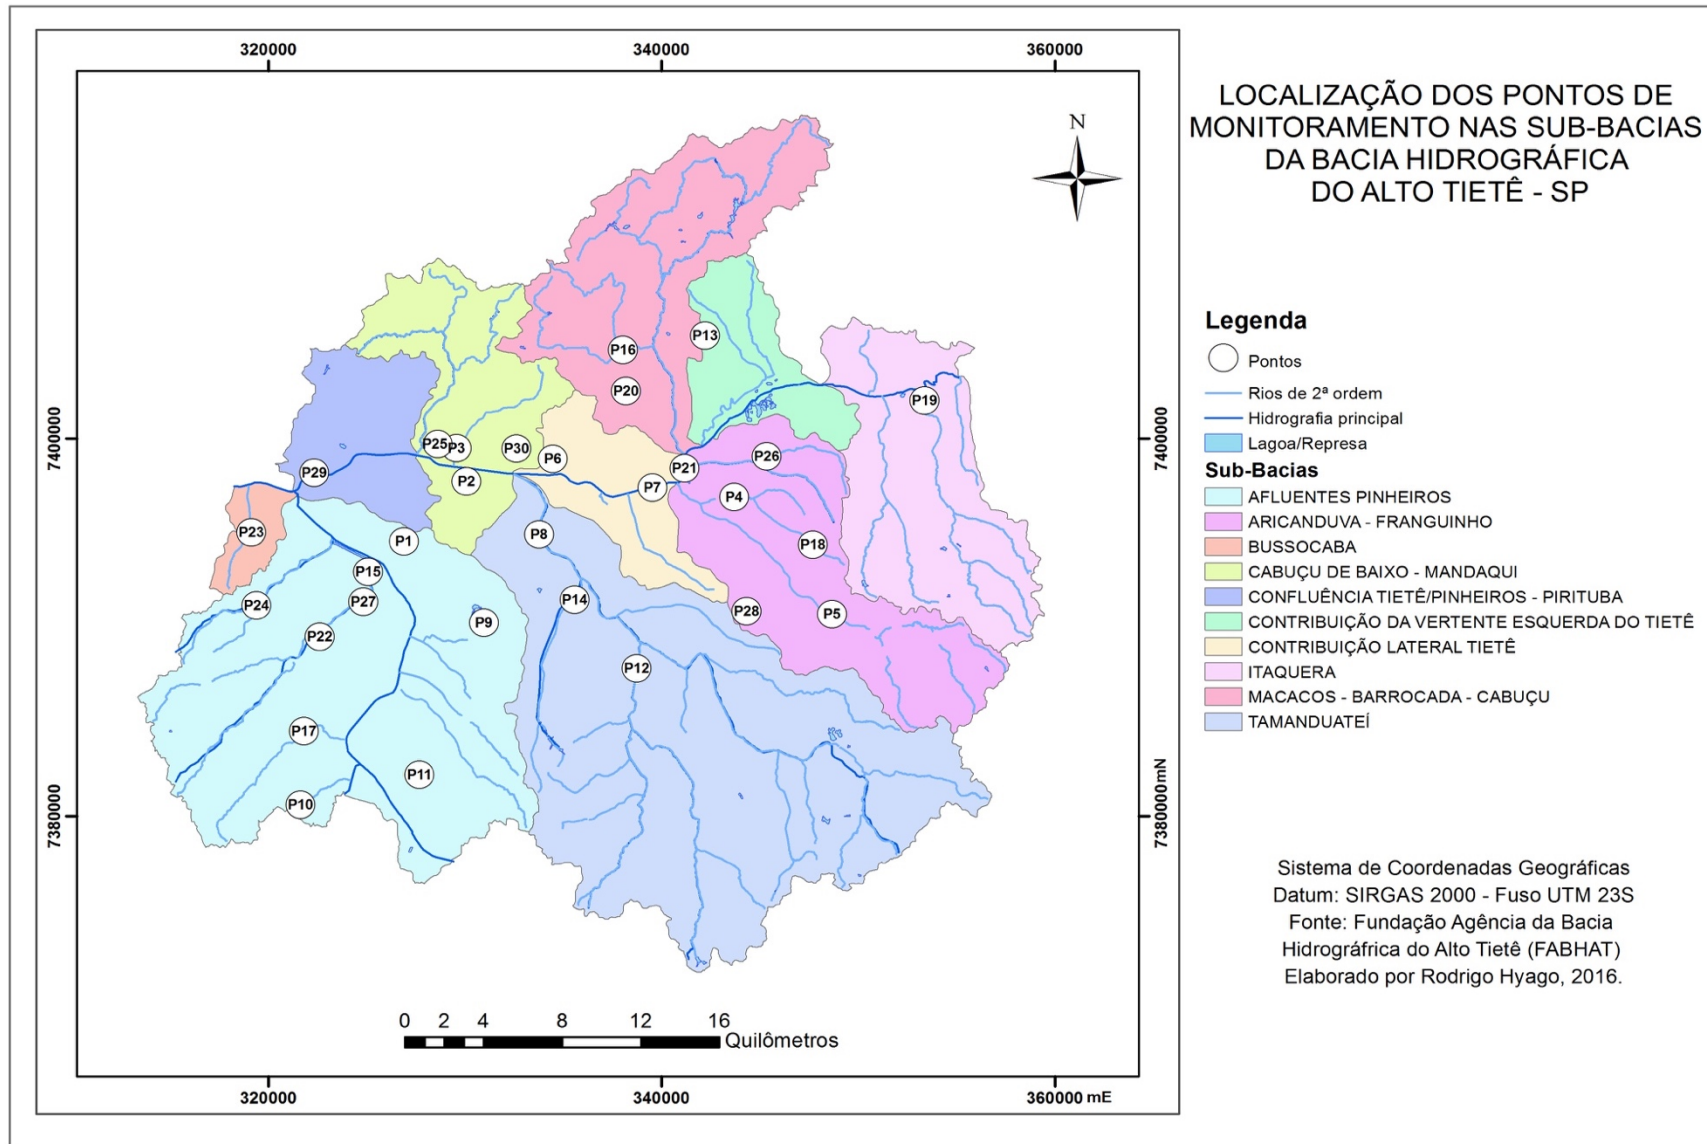 320000
340000
360000
LOCALIZAÇÃO DOS PONTOS DE
MONITORAMENTO NAS SUB-BACIAS
DA BACIA HIDROGRÁFICA
DO ALTO TIETÊ - SP
N
P13
P16
P20
P19
7400000
7400000
P25
P3
P30
P6
P26
P29
P2
P21
P7
P4
P23
P1
P8
P18
P15
P24
P27
P14
P28
P5
P9
P22
P12
P17
P11
P10
7380000
7380000mN
Legenda
Pontos
Rios de 2ª ordem
Hidrografia principal
Lagoa/Represa
Sub-Bacias
AFLUENTES PINHEIROS
ARICANDUVA - FRANGUINHO
BUSSOCABA
CABUÇU DE BAIXO - MANDAQUI
CONFLUÊNCIA TIETÊ/PINHEIROS - PIRITUBA
CONTRIBUIÇÃO DA VERTENTE ESQUERDA DO TIETÊ
CONTRIBUIÇÃO LATERAL TIETÊ
ITAQUERA
MACACOS - BARROCADA - CABUÇU
TAMANDUATEÍ
Sistema de Coordenadas Geográficas
Datum: SIRGAS 2000 - Fuso UTM 23S
Fonte: Fundação Agência da Bacia
Hidrográfrica do Alto Tietê (FABHAT)
Elaborado por Rodrigo Hyago, 2016.
0 2 4 8 12 16
Quilômetros
320000
340000
360000 mE